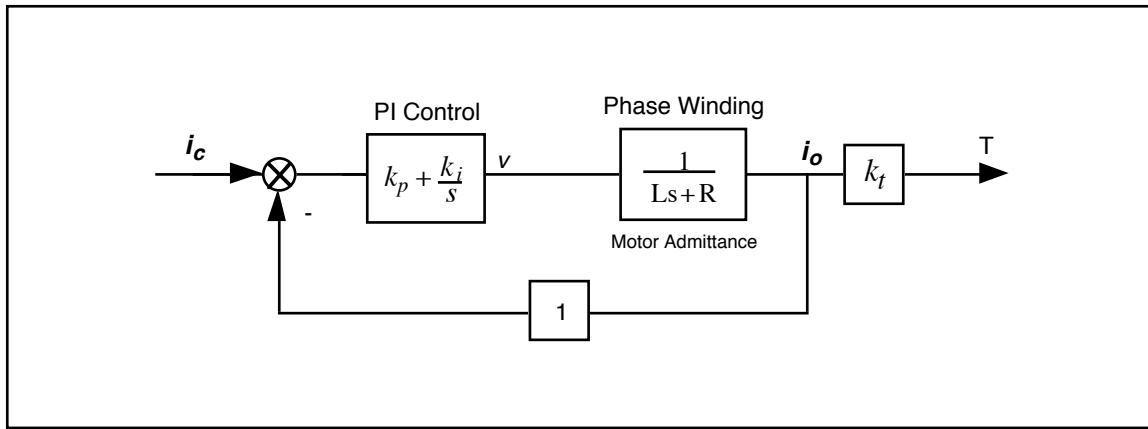 PI Control
Phase Winding
i_c
k_p + k_i/s
v
1/(Ls+R)
i_o
k_t
T
-
Motor Admittance
1